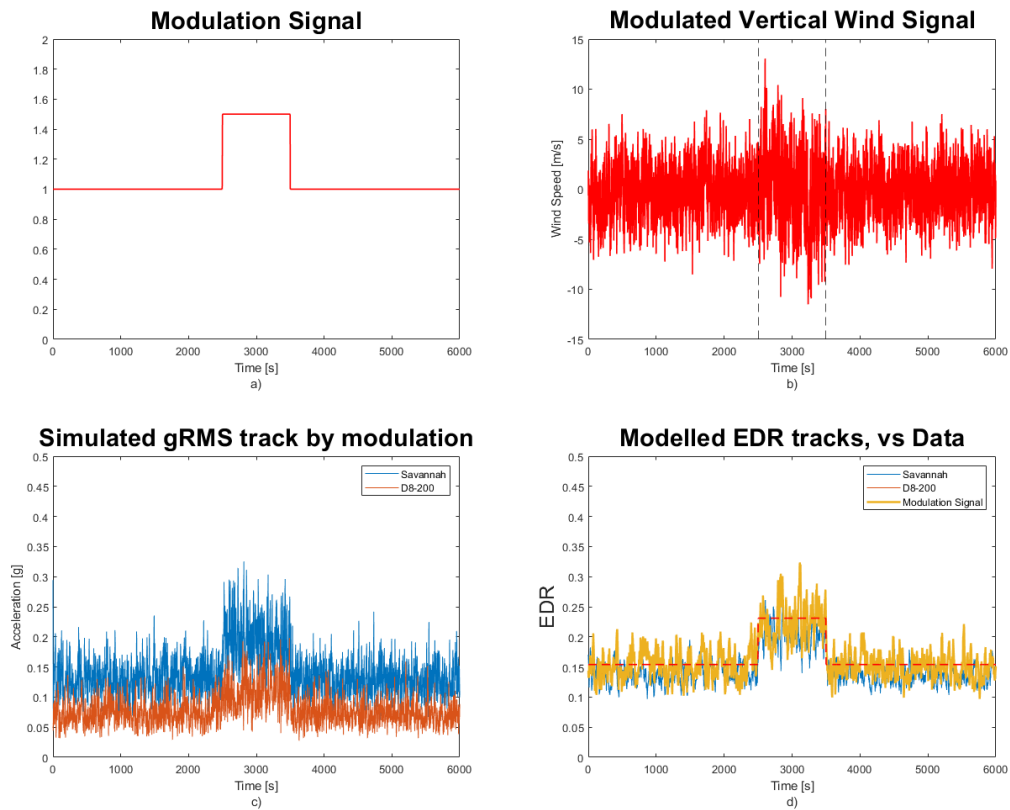 Modulation Signal
2
1.8
1.6
1.4
1.2
1
0.8
0.6
0.4
0.2
0
0 1000 2000 3000 4000 5000 6000
Time [s]
a)
Modulated Vertical Wind Signal
Wind Speed [m/s]
15
10
5
0
-5
-10
-15
0 1000 2000 3000 4000 5000 6000
Time [s]
b)
Simulated gRMS track by modulation
Acceleration [g]
0.5
0.45
0.4
0.35
0.3
0.25
0.2
0.15
0.1
0.05
0
Savannah
D8-200
0 1000 2000 3000 4000 5000 6000
Time [s]
c)
Modelled EDR tracks, vs Data
EDR
0.5
0.45
0.4
0.35
0.3
0.25
0.2
0.15
0.1
0.05
0
Savannah
D8-200
Modulation Signal
0 1000 2000 3000 4000 5000 6000
Time [s]
d)